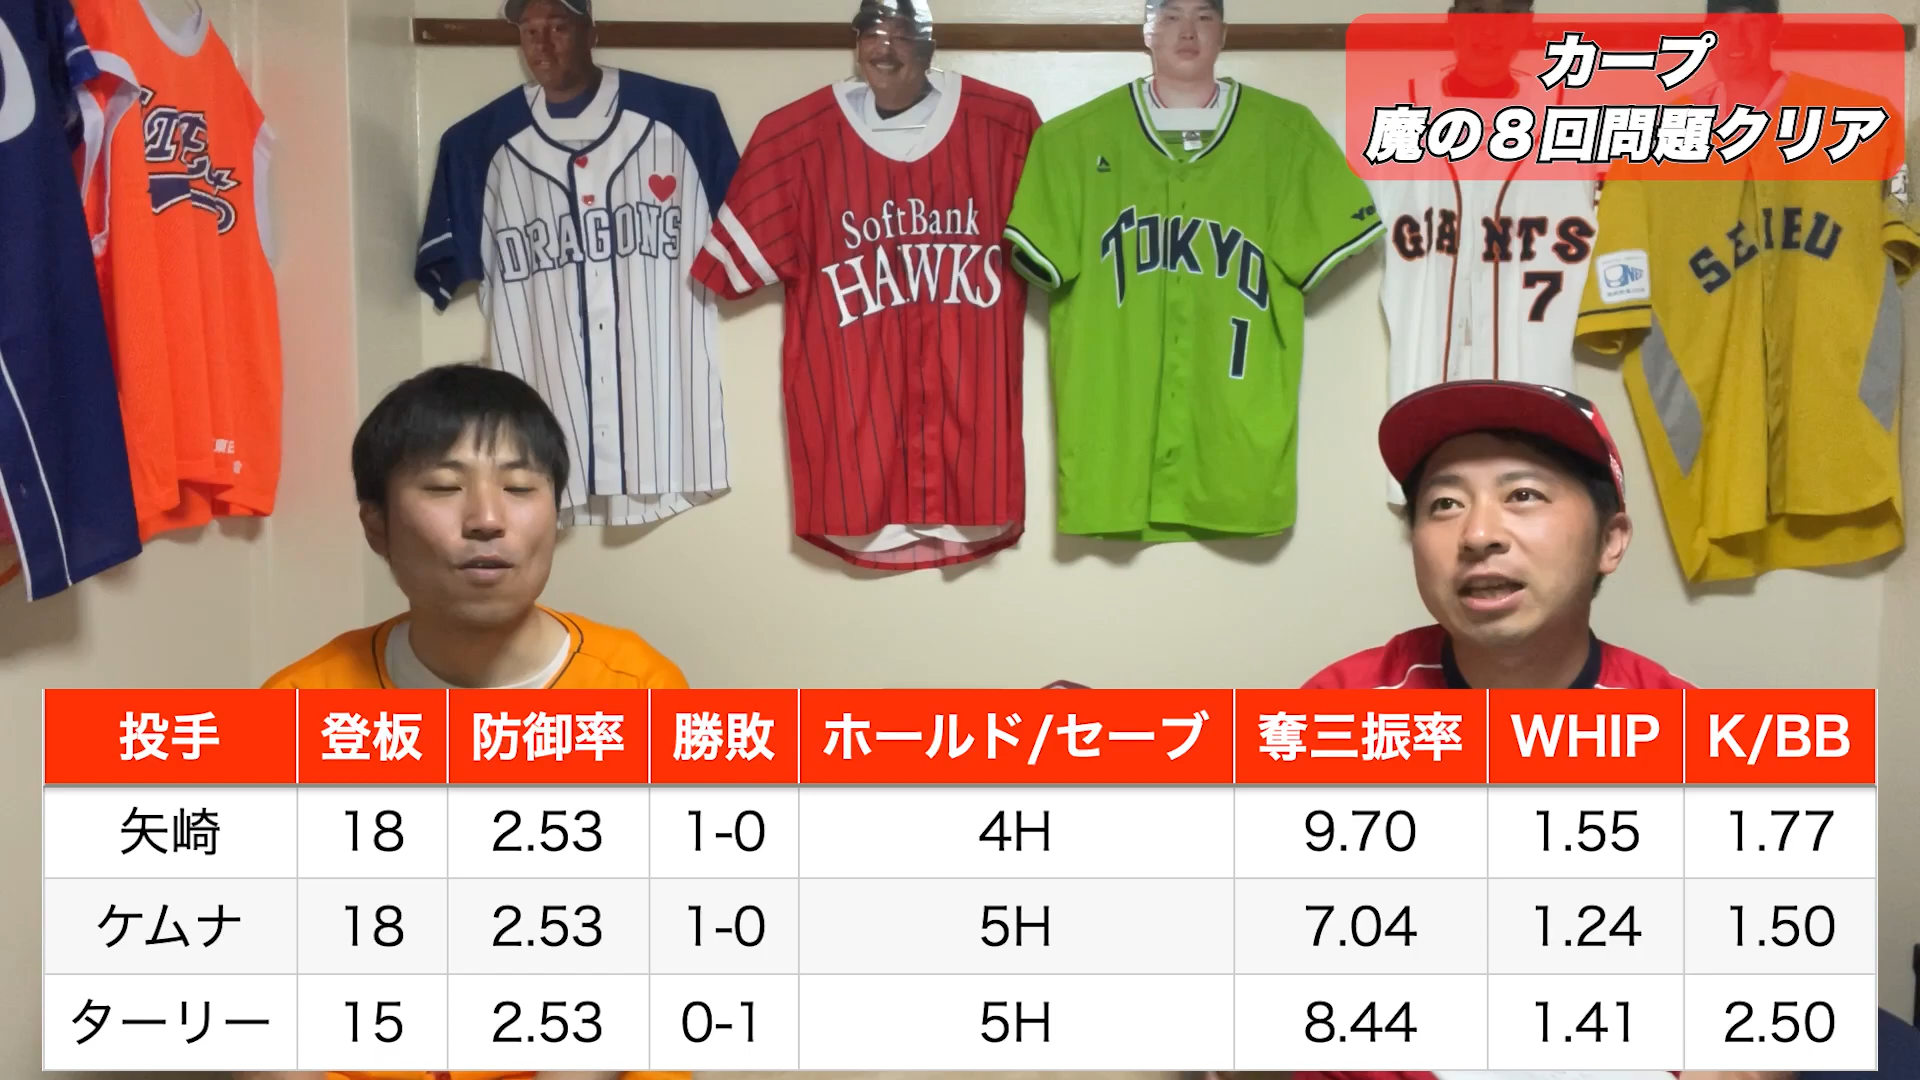 カープ
魔の8回問題クリア
DRAGONS
SoftBank
HAWKS
TOKYO
1
GIANTS
7
SEIBU
投手 登板 防御率 勝敗 ホールド/セーブ 奪三振率 WHIP K/BB
矢崎 18 2.53 1-0 4H 9.70 1.55 1.77
ケムナ 18 2.53 1-0 5H 7.04 1.24 1.50
ターリー 15 2.53 0-1 5H 8.44 1.41 2.50